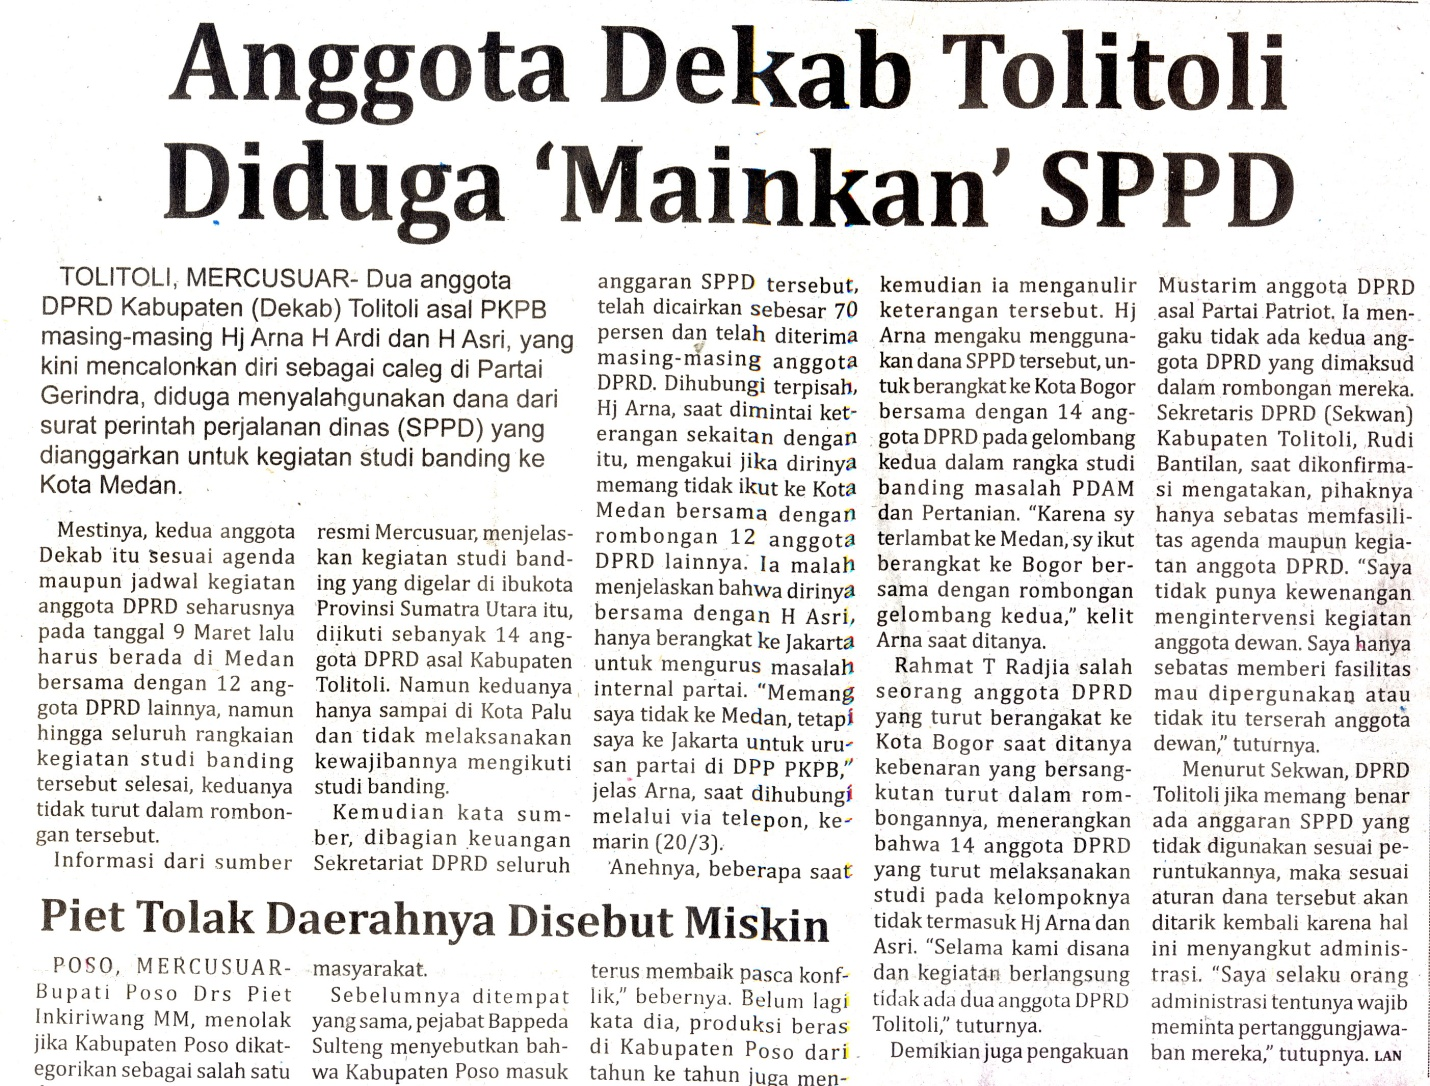 Anggota Dekab Tolitoli
Diduga ‘Mainkan’ SPPD
TOLITOLI, MERCUSUAR- Dua anggota
DPRD Kabupaten (Dekab) Tolitoli asal PKPB
masing-masing Hj Arna H Ardi dan H Asri, yang
kini mencalonkan diri sebagai caleg di Partai
Gerindra, diduga menyalahgunakan dana dari
surat perintah perjalanan dinas (SPPD) yang
dianggarkan untuk kegiatan studi banding ke
Kota Medan.
Mestinya, kedua anggota
Dekab itu sesuai agenda
maupun jadwal kegiatan
anggota DPRD seharusnya
pada tanggal 9 Maret lalu
harus berada di Medan
bersama dengan 12 ang-
gota DPRD lainnya, namun
hingga seluruh rangkaian
kegiatan studi banding
tersebut selesai, keduanya
tidak turut dalam rombon-
gan tersebut.
Informasi dari sumber
resmi Mercusuar, menjelas-
kan kegiatan studi band-
ing yang digelar di ibukota
Provinsi Sumatra Utara itu,
diikuti sebanyak 14 ang-
gota DPRD asal Kabupaten
Tolitoli. Namun keduanya
hanya sampai di Kota Palu
dan tidak melaksanakan
kewajibannya mengikuti
studi banding.
Kemudian kata sum-
ber, dibagian keuangan
Sekretariat DPRD seluruh
anggaran SPPD tersebut,
telah dicairkan sebesar 70
persen dan telah diterima
masing-masing anggota
DPRD. Dihubungi terpisah,
Hj Arna, saat dimintai ket-
erangan sekaitan dengan
itu, mengakui jika dirinya
memang tidak ikut ke Kota
Medan bersama dengan
rombongan 12 anggota
DPRD lainnya. Ia malah
menjelaskan bahwa dirinya
bersama dengan H Asri,
hanya berangkat ke Jakarta
untuk mengurus masalah
internal partai. “Memang
saya tidak ke Medan, tetapi
saya ke Jakarta untuk uru-
san partai di DPP PKPB,”
jelas Arna, saat dihubungi
melalui via telepon, ke-
marin (20/3).
Anehnya, beberapa saat
kemudian ia menganulir
keterangan tersebut. Hj
Arna mengaku mengguna-
kan dana SPPD tersebut, un-
tuk berangkat ke Kota Bogor
bersama dengan 14 ang-
gota DPRD pada gelombang
kedua dalam rangka studi
banding masalah PDAM
dan Pertanian. “Karena sy
terlambat ke Medan, sy ikut
berangkat ke Bogor ber-
sama dengan rombongan
gelombang kedua,” kelit
Arna saat ditanya.
Rahmat T Radjia salah
seorang anggota DPRD
yang turut berangakat ke
Kota Bogor saat ditanya
kebenaran yang bersang-
kutan turut dalam rom-
bongannya, menerangkan
bahwa 14 anggota DPRD
yang turut melaksanakan
studi pada kelompoknya
tidak termasuk Hj Arna dan
Asri. “Selama kami disana
dan kegiatan berlangsung
tidak ada dua anggota DPRD
Tolitoli,” tuturnya.
Demikian juga pengakuan
Mustarim anggota DPRD
asal Partai Patriot. Ia men-
gaku tidak ada kedua ang-
gota DPRD yang dimaksud
dalam rombongan mereka.
Sekretaris DPRD (Sekwan)
Kabupaten Tolitoli, Rudi
Bantilan, saat dikonfirma-
si mengatakan, pihaknya
hanya sebatas memfasili-
tas agenda maupun kegia-
tan anggota DPRD. “Saya
tidak punya kewenangan
mengintervensi kegiatan
anggota dewan. Saya hanya
sebatas memberi fasilitas
mau dipergunakan atau
tidak itu terserah anggota
dewan,” tuturnya.
Menurut Sekwan, DPRD
Tolitoli jika memang benar
ada anggaran SPPD yang
tidak digunakan sesuai pe-
runtukannya, maka sesuai
aturan dana tersebut akan
ditarik kembali karena hal
ini menyangkut adminis-
trasi. “Saya selaku orang
administrasi tentunya wajib
meminta pertanggungjawa-
ban mereka,” tutupnya. LAN
Piet Tolak Daerahnya Disebut Miskin
POSO, MERCUSUAR-
Bupati Poso Drs Piet
Inkiriwang MM, menolak
jika Kabupaten Poso dikat-
egorikan sebagai salah satu
masyarakat.
Sebelumnya ditempat
yang sama, pejabat Bappeda
Sulteng menyebutkan bah-
wa Kabupaten Poso masuk
terus membaik pasca konf-
lik,” bebernya. Belum lagi
kata dia, produksi beras
di Kabupaten Poso dari
tahun ke tahun juga men-